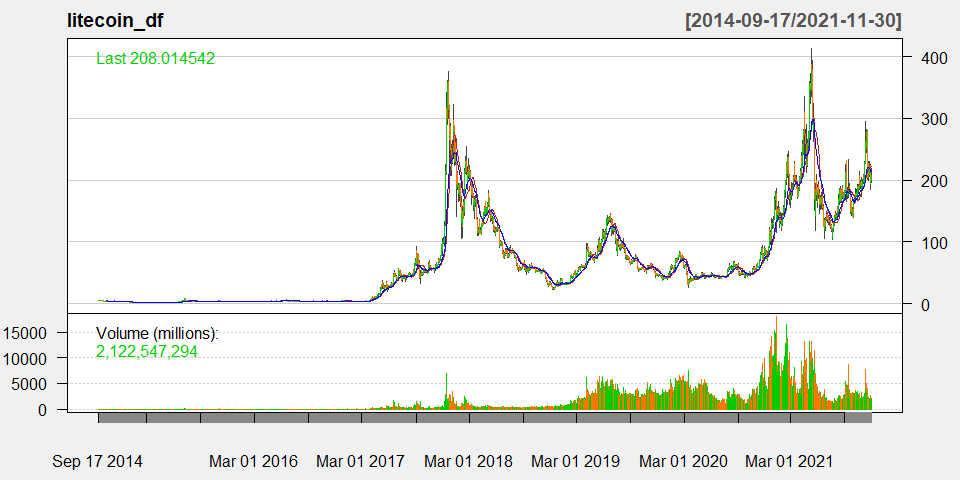 litecoin_df [2014-09-17/2021-11-30]
Last 208.014542
400
300
200
100
0
Volume (millions):
2,122,547,294
15000
10000
5000
0
Sep 17 2014 Mar 01 2016 Mar 01 2017 Mar 01 2018 Mar 01 2019 Mar 01 2020 Mar 01 2021